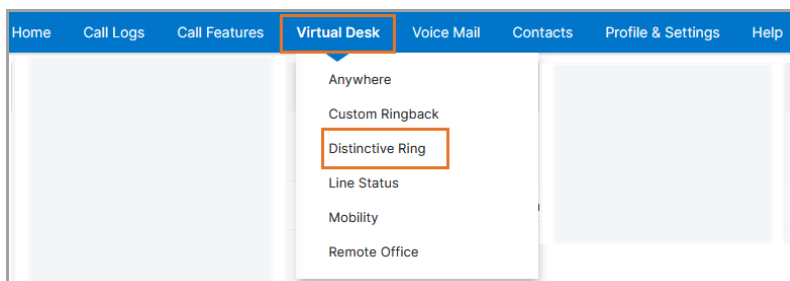 Home Call Logs Call Features Virtual Desk Voice Mail Contacts Profile & Settings Help
Anywhere
Custom Ringback
Distinctive Ring
Line Status
Mobility
Remote Office